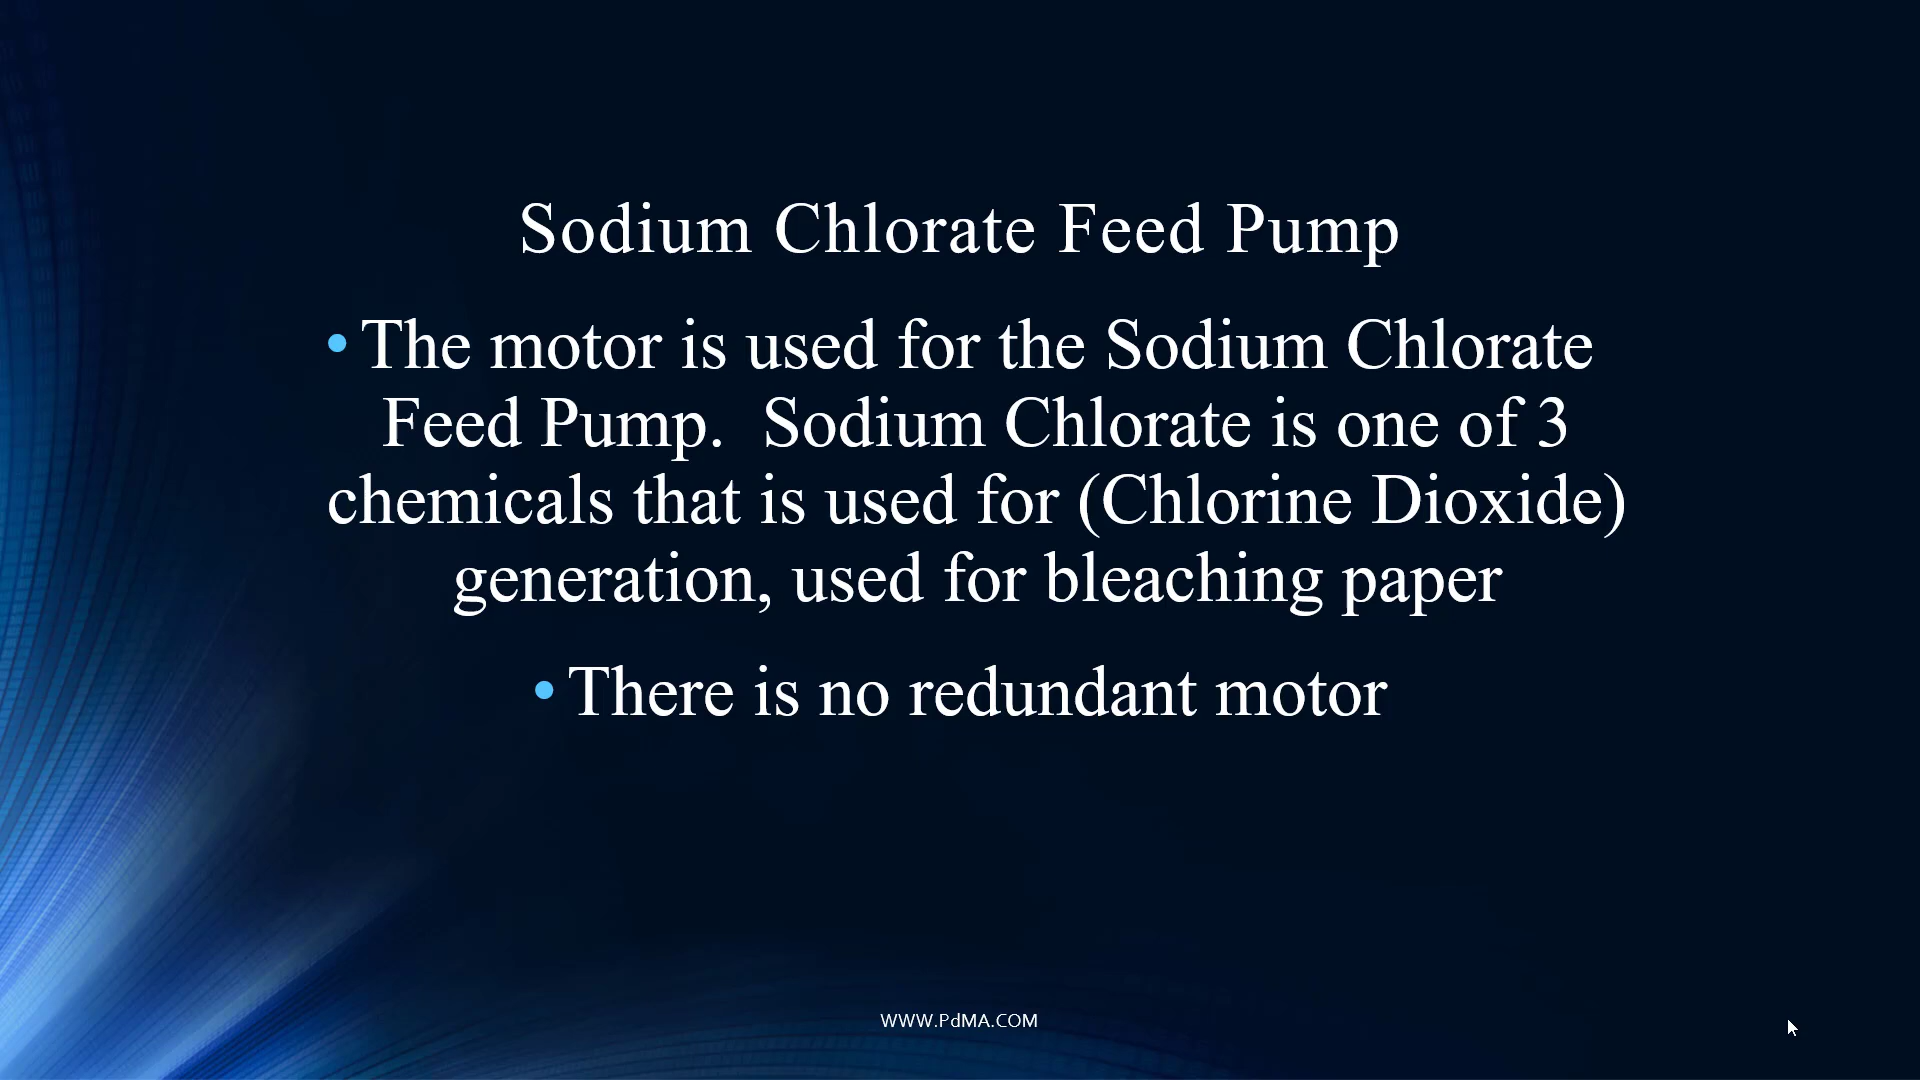 Sodium Chlorate Feed Pump
• The motor is used for the Sodium Chlorate
Feed Pump.  Sodium Chlorate is one of 3
chemicals that is used for (Chlorine Dioxide)
generation, used for bleaching paper
• There is no redundant motor
WWW.PdMA.COM